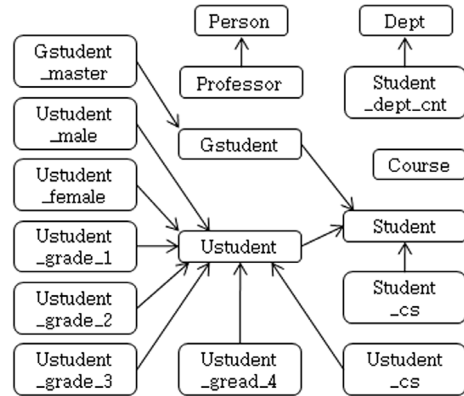 Person
Dept
Gstudent
_master
Professor
Student
_dept_cnt
Ustudent
_male
Gstudent
Course
Ustudent
_female
Student
Ustudent
_grade_1
Ustudent
Student
_cs
Ustudent
_grade_2
Ustudent
_grade_3
Ustudent
_gread_4
Ustudent
_cs